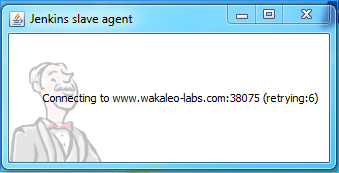 Jenkins slave agent
Connecting to www.wakaleo-labs.com:38075 (retrying:6)